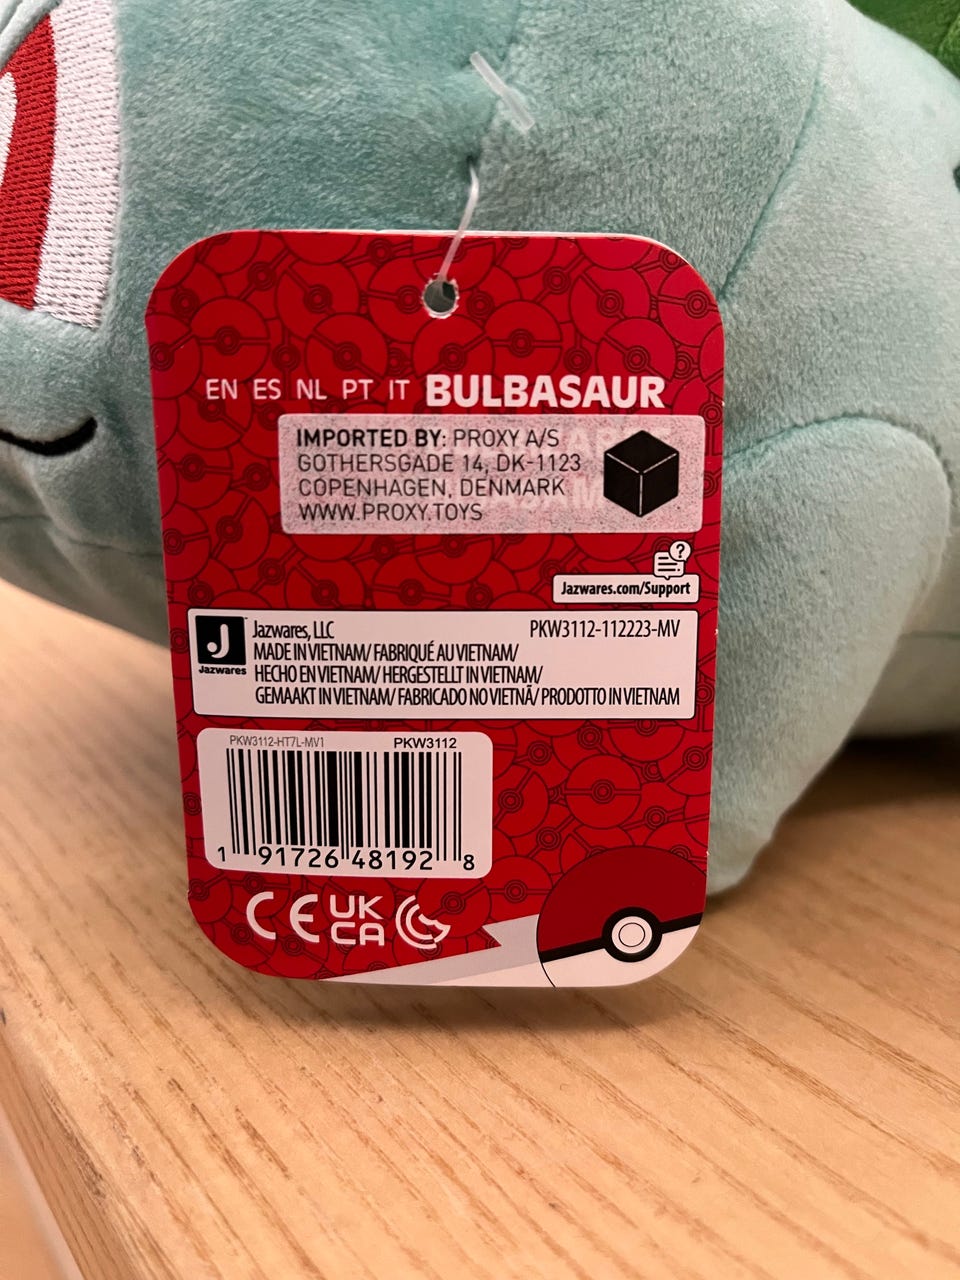 EN ES NL PT IT BULBASAUR
IMPORTED BY: PROXY A/S
GOTHERSGADE 14, DK-1123
COPENHAGEN, DENMARK
WWW.PROXY.TOYS
?
Jazwares.com/Support
J
Jazwares
Jazwares, LLC PKW3112-112223-MV
MADE IN VIETNAM/ FABRIQUÉ AU VIETNAM/
HECHO EN VIETNAM/ HERGESTELLT IN VIETNAM/
GEMAAKT IN VIETNAM/ FABRICADO NO VIETNÃ/ PRODOTTO IN VIETNAM
PKW3112-HT7L-MV1 PKW3112
1 91726 48192 8
CE UK
CA